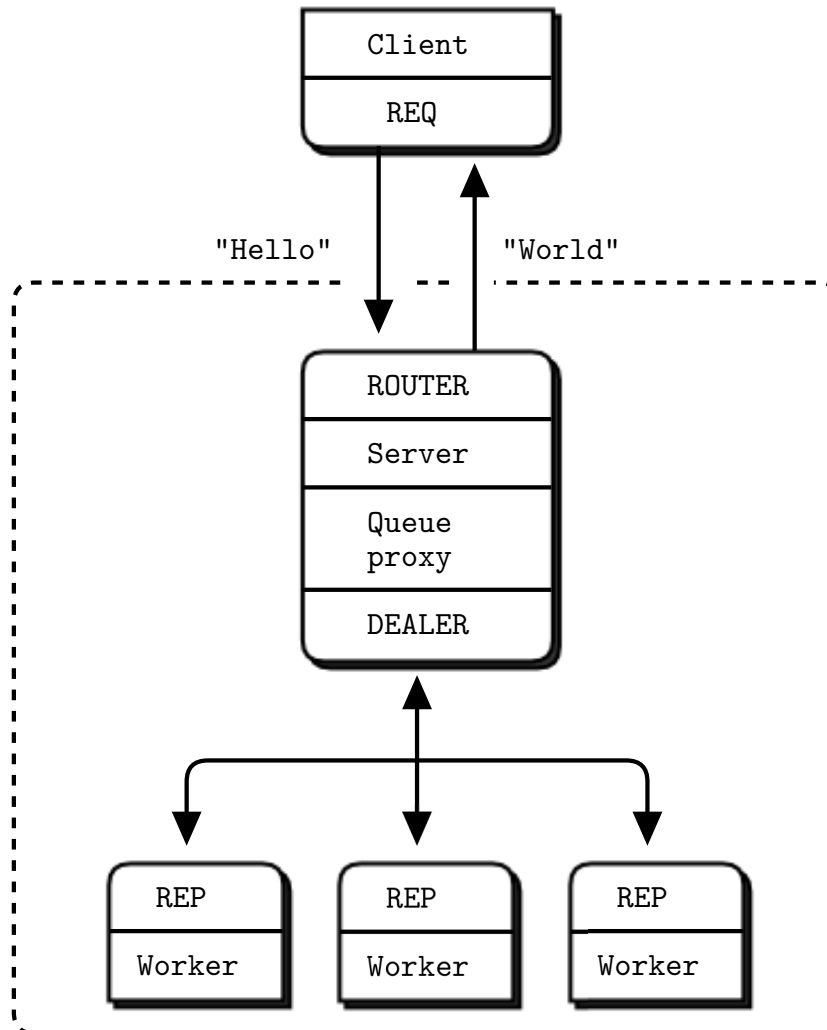 Client
REQ
"Hello"
"World"
ROUTER
Server
Queue
proxy
DEALER
REP
REP
REP
Worker
Worker
Worker